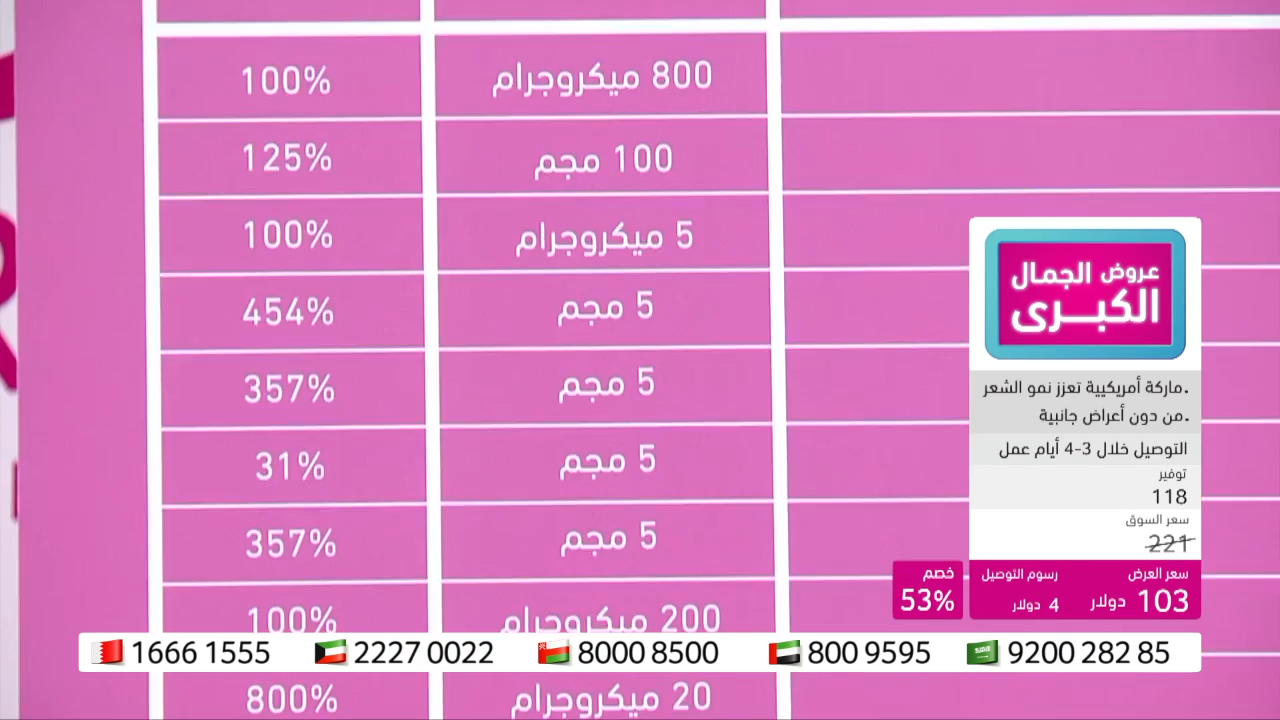 800 ميكروجرام 100%
100 مجم 125%
5 ميكروجرام 100%
5 مجم 454%
5 مجم 357%
5 مجم 31%
5 مجم 357%
200 ميكروجرام 100%
20 ميكروجرام 800%
عروض الجمال
الكبــرى
.ماركة أمريكيية تعزز نمو الشعر
.من دون أعراض جانبية
التوصيل خلال 3-4 أيام عمل
توفير
118
سعر السوق
221
سعر العرض رسوم التوصيل خصم
103 دولار 4 دولار 53%
1666 1555 2227 0022 8000 8500 800 9595 9200 282 85